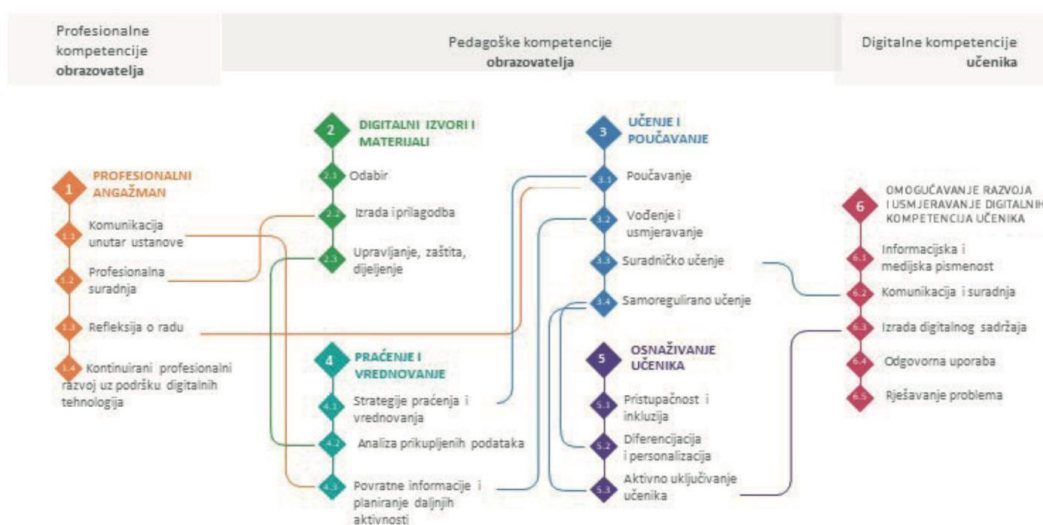 Profesionalne
kompetencije
obrazovatelja
Pedagoške kompetencije
obrazovatelja
Digitalne kompetencije
učenika
1
PROFESIONALNI
ANGAŽMAN
1.1
Komunikacija
unutar ustanove
1.2
Profesionalna
suradnja
1.3
Refleksija o radu
1.4
Kontinuirani profesionalni
razvoj uz podršku digitalnih
tehnologija
2
DIGITALNI IZVORI I
MATERIJALI
2.1
Odabir
2.2
Izrada i prilagodba
2.3
Upravljanje, zaštita,
dijeljenje
4
PRAĆENJE I
VREDNOVANJE
4.1
Strategije praćenja i
vrednovanja
4.2
Analiza prikupljenih podataka
4.3
Povratne informacije i
planiranje daljnjih
aktivnosti
3
UČENJE I
POUČAVANJE
3.1
Poučavanje
3.2
Vođenje i
usmjeravanje
3.3
Suradničko učenje
3.4
Samoregulirano učenje
5
OSNAŽIVANJE
UČENIKA
5.1
Pristupačnost i
inkluzija
5.2
Diferencijacija
i personalizacija
5.3
Aktivno uključivanje
učenika
6
OMOGUĆAVANJE RAZVOJA
I USMJERAVANJE DIGITALNIH
KOMPETENCIJA UČENIKA
6.1
Informacijska i
medijska pismenost
6.2
Komunikacija i suradnja
6.3
Izrada digitalnog sadržaja
6.4
Odgovorna uporaba
6.5
Rješavanje problema